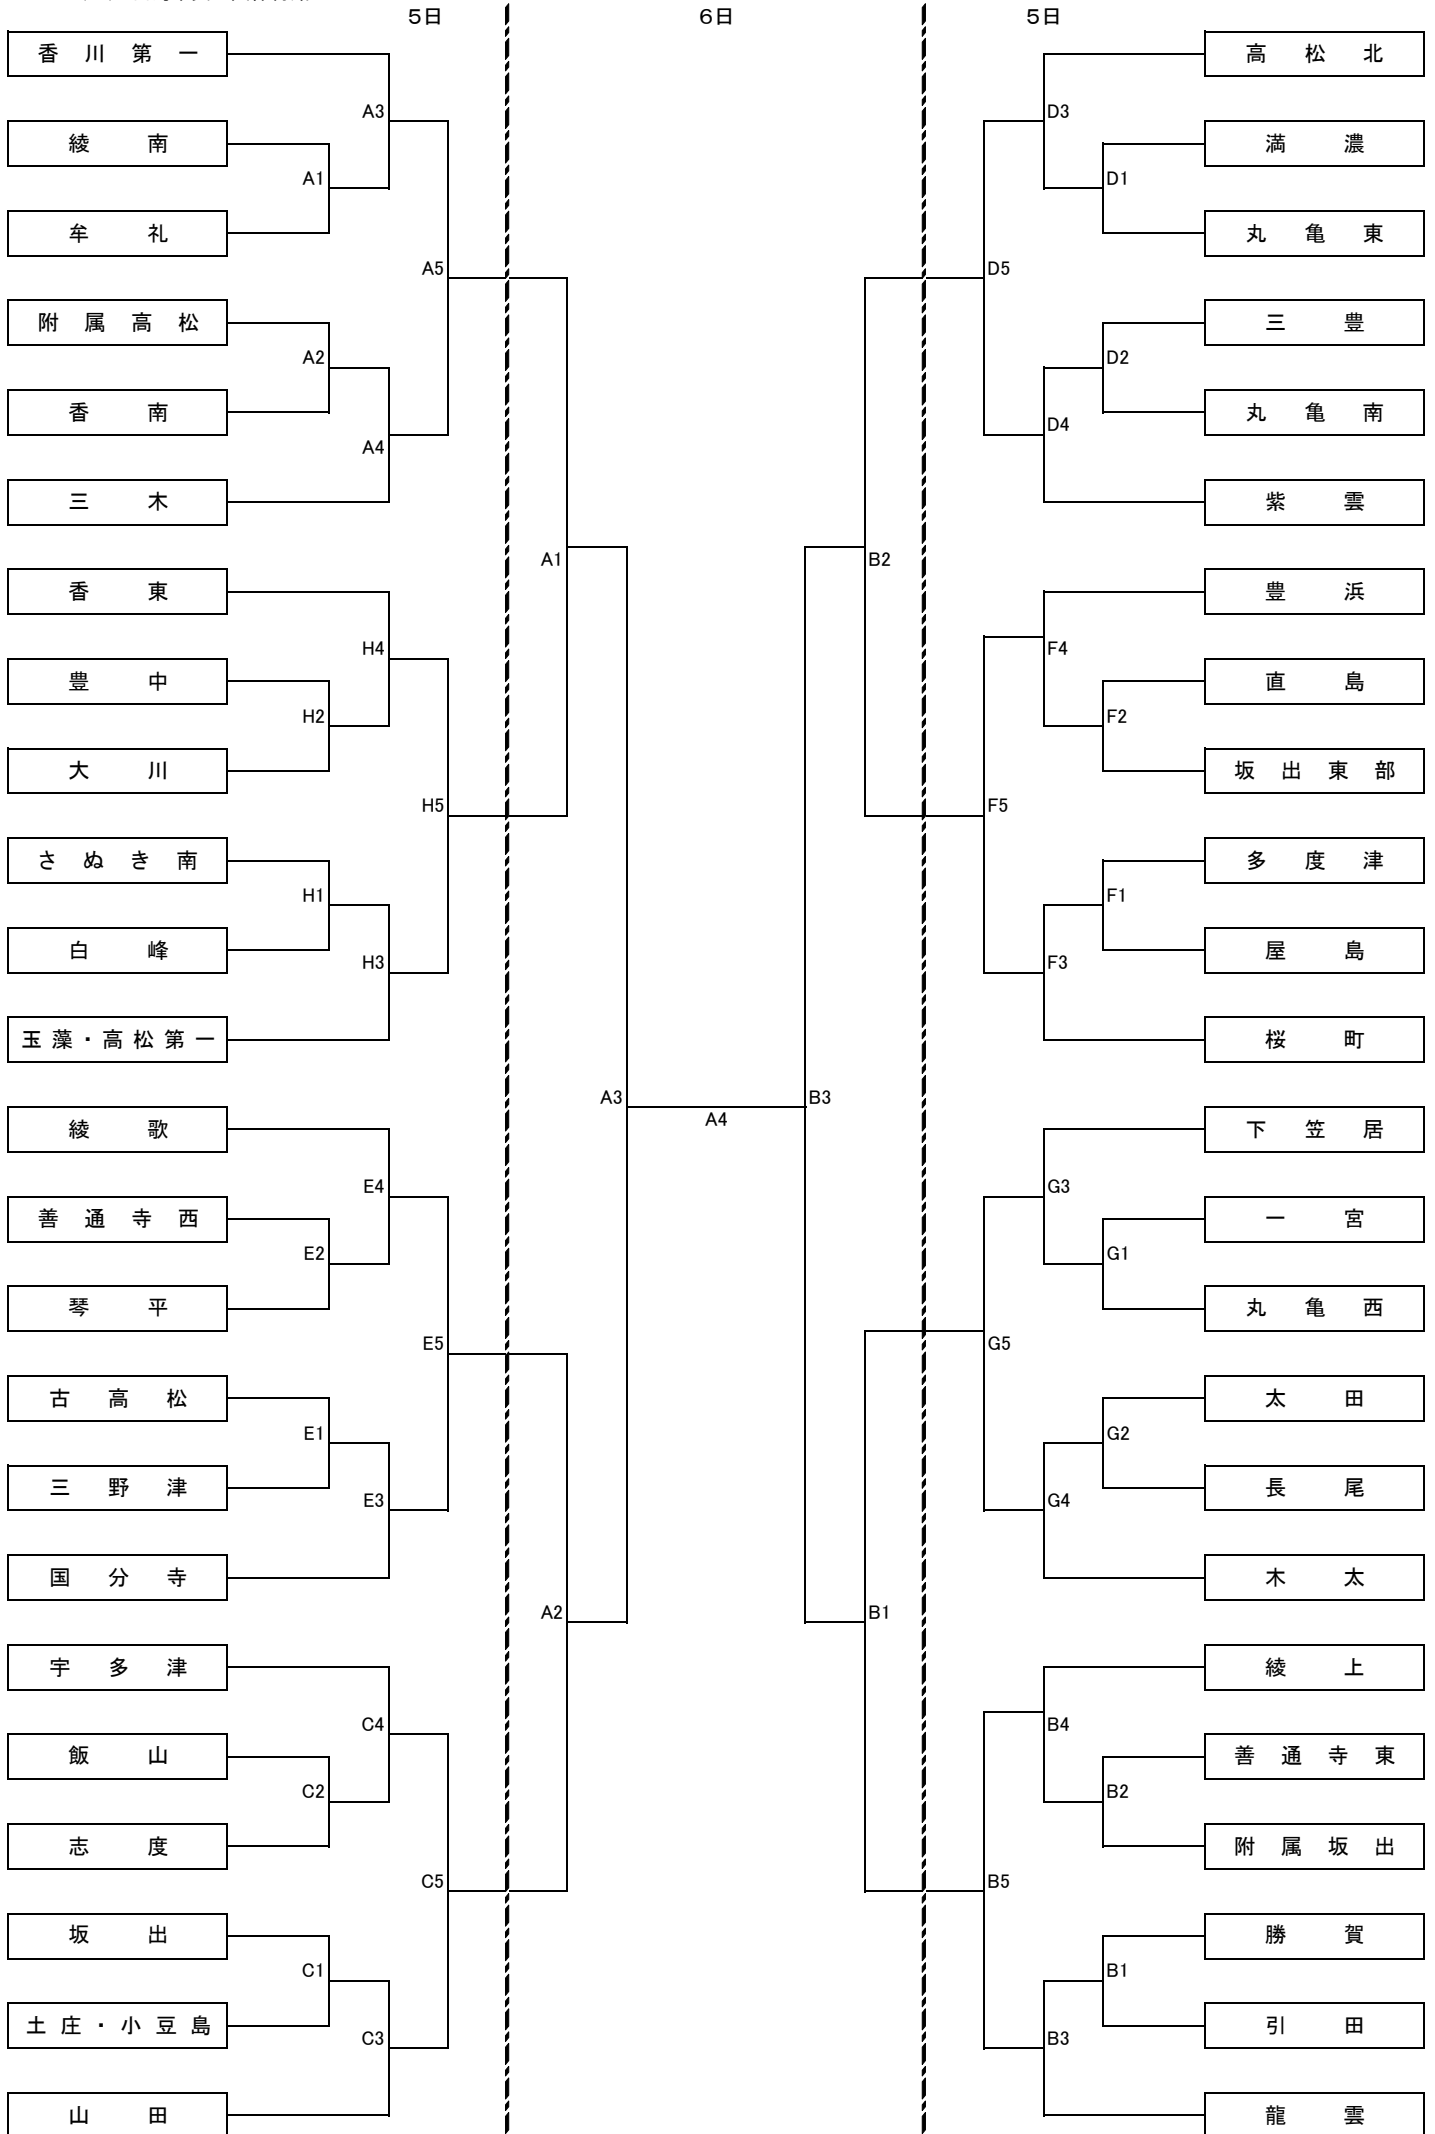 5日
6日
5日
香川第一
A3
綾南
A1
牟礼
A5
附属高松
A2
香南
A4
三木
A1
香東
H4
豊中
H2
大川
H5
さぬき南
H1
白峰
H3
玉藻・高松第一
A3
綾歌
E4
善通寺西
E2
琴平
E5
古高松
E1
三野津
E3
国分寺
A2
宇多津
C4
飯山
C2
志度
C5
坂出
C1
土庄・小豆島
C3
山田
A4
高松北
D3
満濃
D1
丸亀東
D5
三豊
D2
丸亀南
D4
紫雲
B2
豊浜
F4
直島
F2
坂出東部
F5
多度津
F1
屋島
F3
桜町
B3
下笠居
G3
一宮
G1
丸亀西
G5
太田
G2
長尾
G4
木太
B1
綾上
B4
善通寺東
B2
附属坂出
B5
勝賀
B1
引田
B3
龍雲